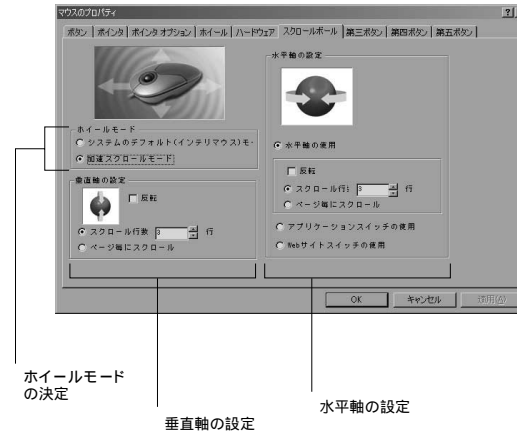 マウスのプロパティ
ボタン ポインタ ポインタ オプション ホイール ハードウェア スクロールボール 第三ボタン 第四ボタン 第五ボタン
ホイールモード
システムのデフォルト(インテリマウス)モ-
加速スクロールモード
垂直軸の設定
反転
スクロール行数 3 行
ページ毎にスクロール
水平軸の設定
水平軸の使用
反転
スクロール行: 3 行
ページ毎にスクロール
アプリケーションスイッチの使用
Webサイトスイッチの使用
OK キャンセル 適用(A)
ホイールモード
の決定
垂直軸の設定
水平軸の設定